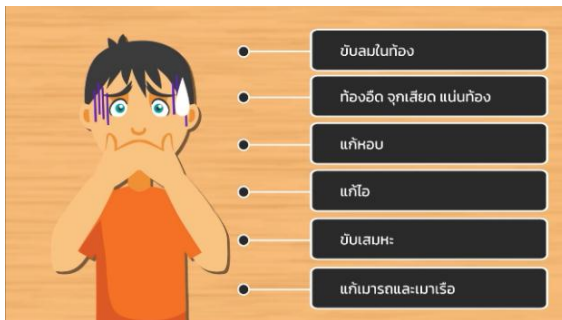 ขับลมในท้อง
ท้องอืด จุกเสียด แน่นท้อง
แก้หอบ
แก้ไอ
ขับเสมหะ
แก้เมารถและเมาเรือ